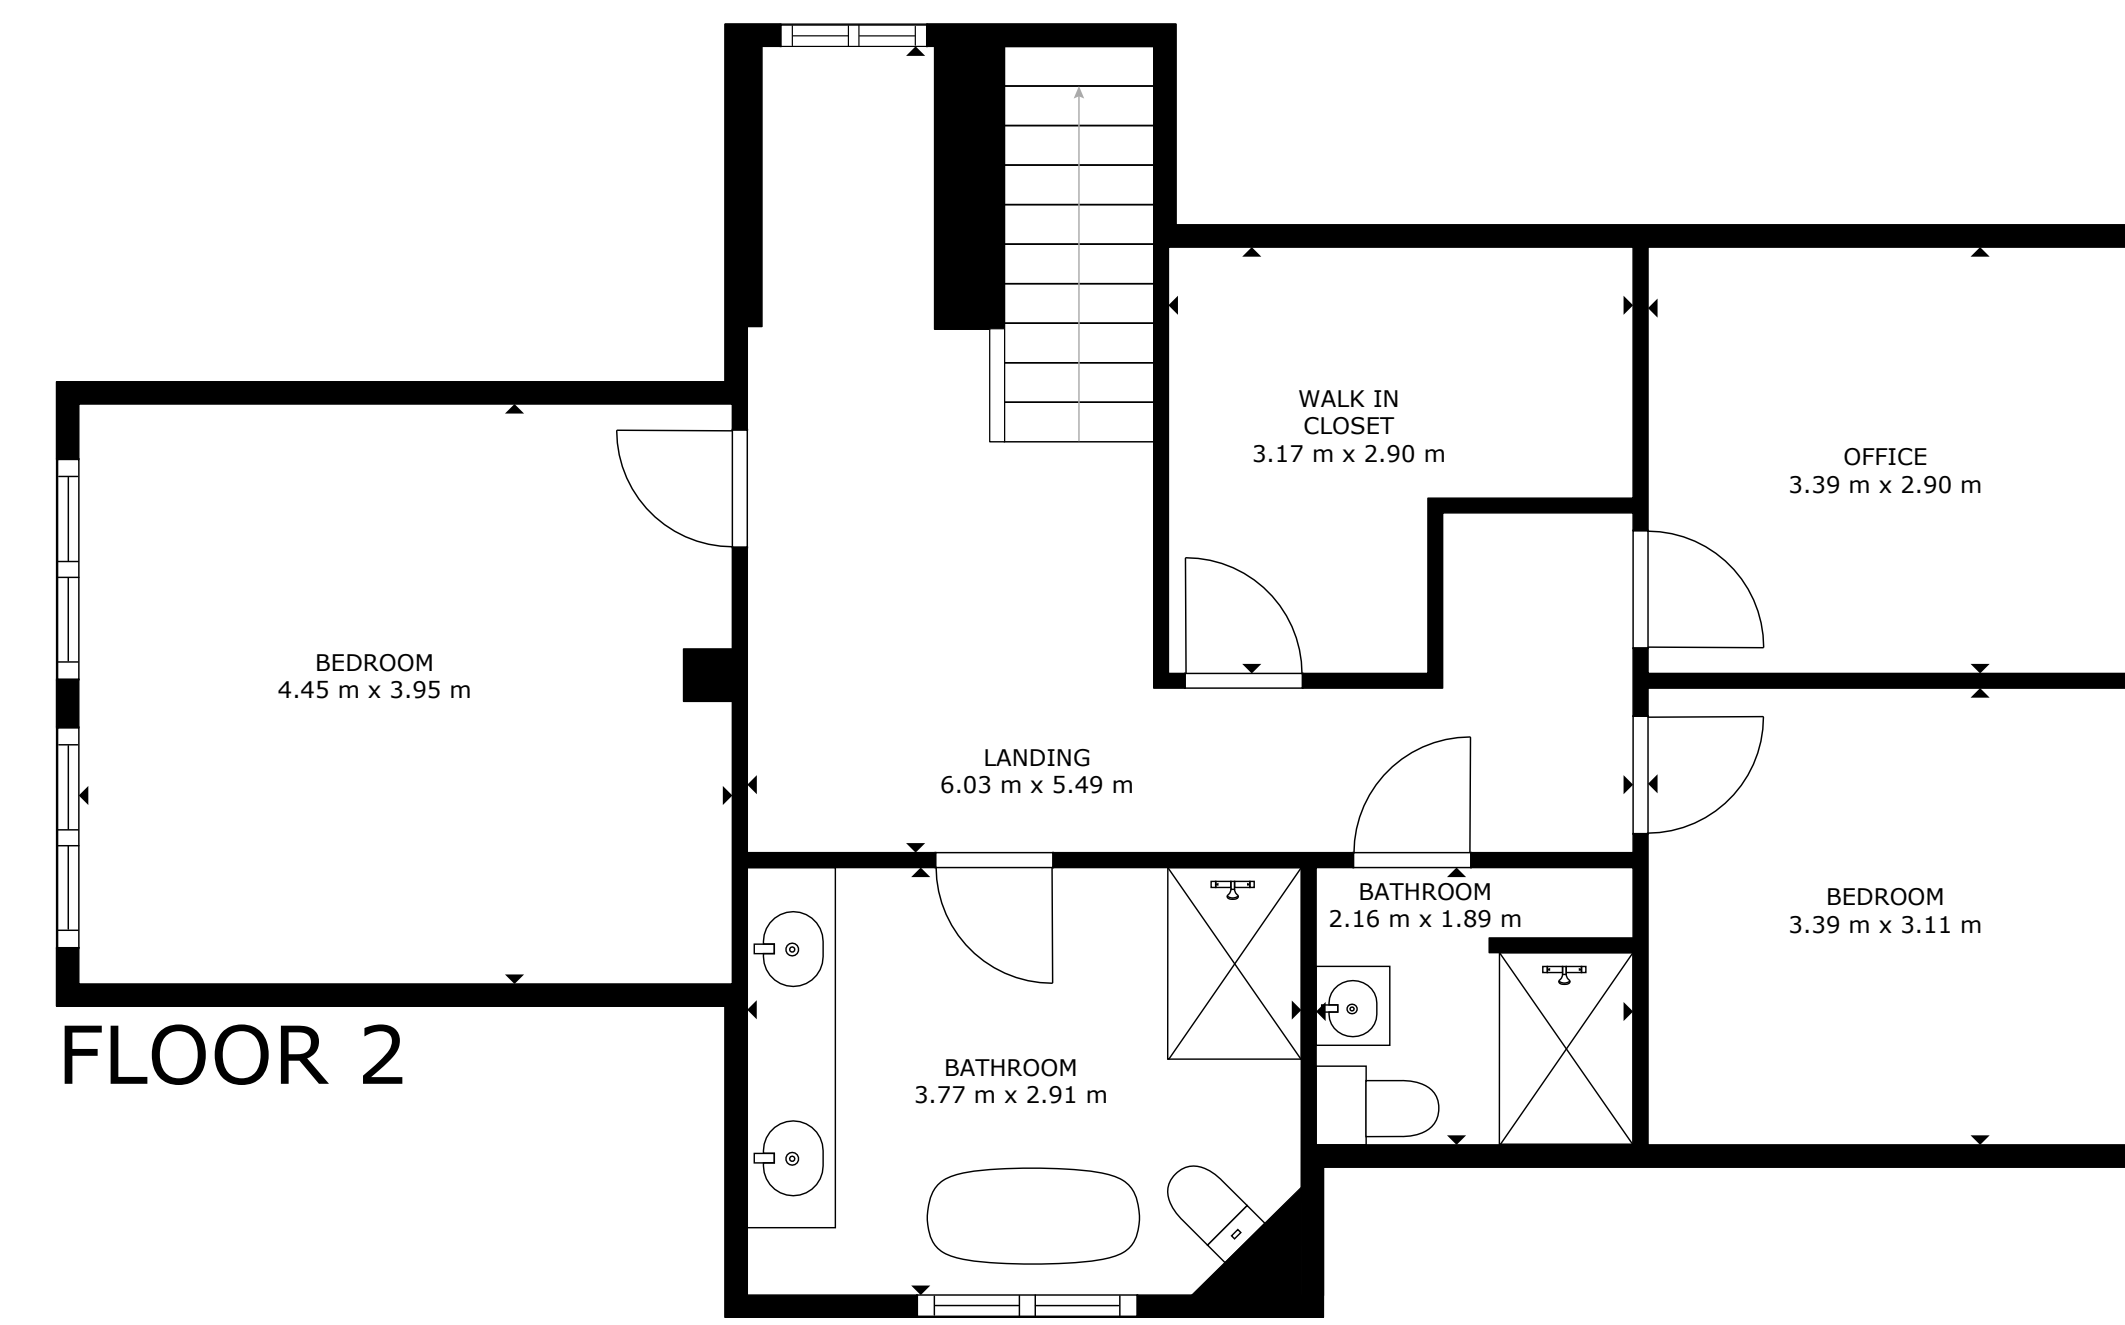 WALK IN
CLOSET
3.17 m x 2.90 m
OFFICE
3.39 m x 2.90 m
BEDROOM
4.45 m x 3.95 m
LANDING
6.03 m x 5.49 m
BATHROOM
2.16 m x 1.89 m
BEDROOM
3.39 m x 3.11 m
FLOOR 2
BATHROOM
3.77 m x 2.91 m